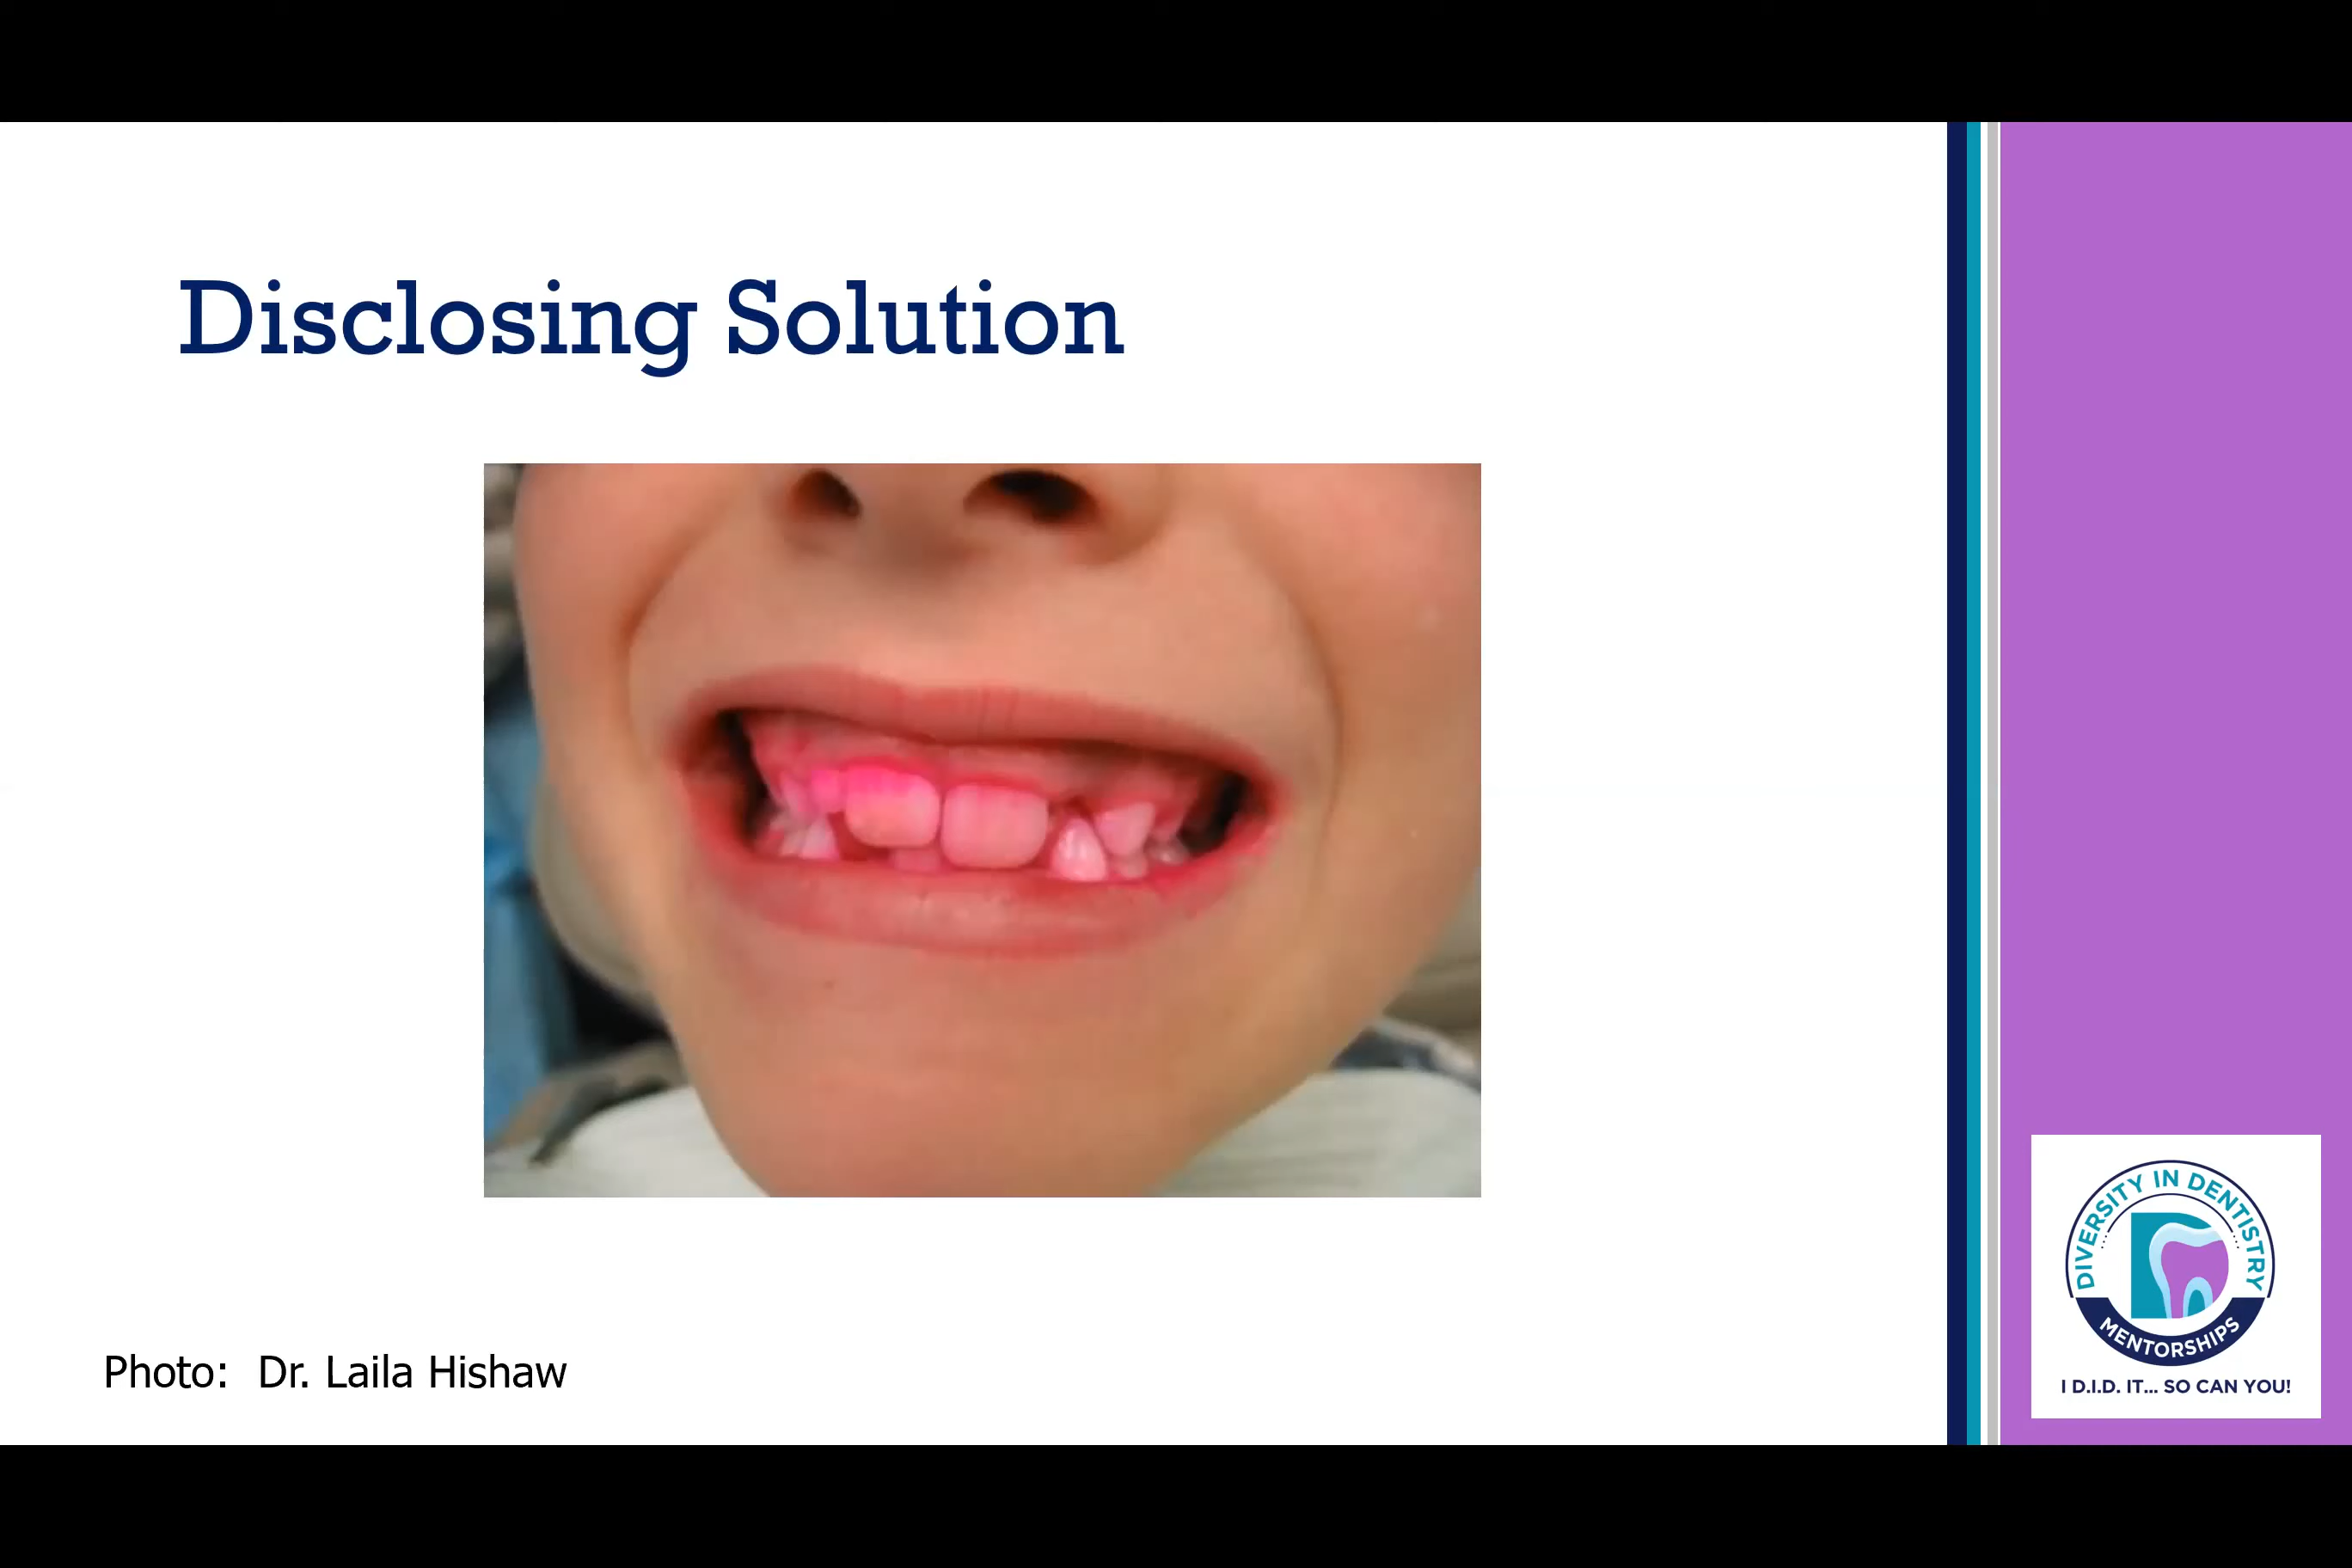 Disclosing Solution
Photo: Dr. Laila Hishaw
DIVERSITY IN DENTISTRY
MENTORSHIPS
I D.I.D. IT... SO CAN YOU!